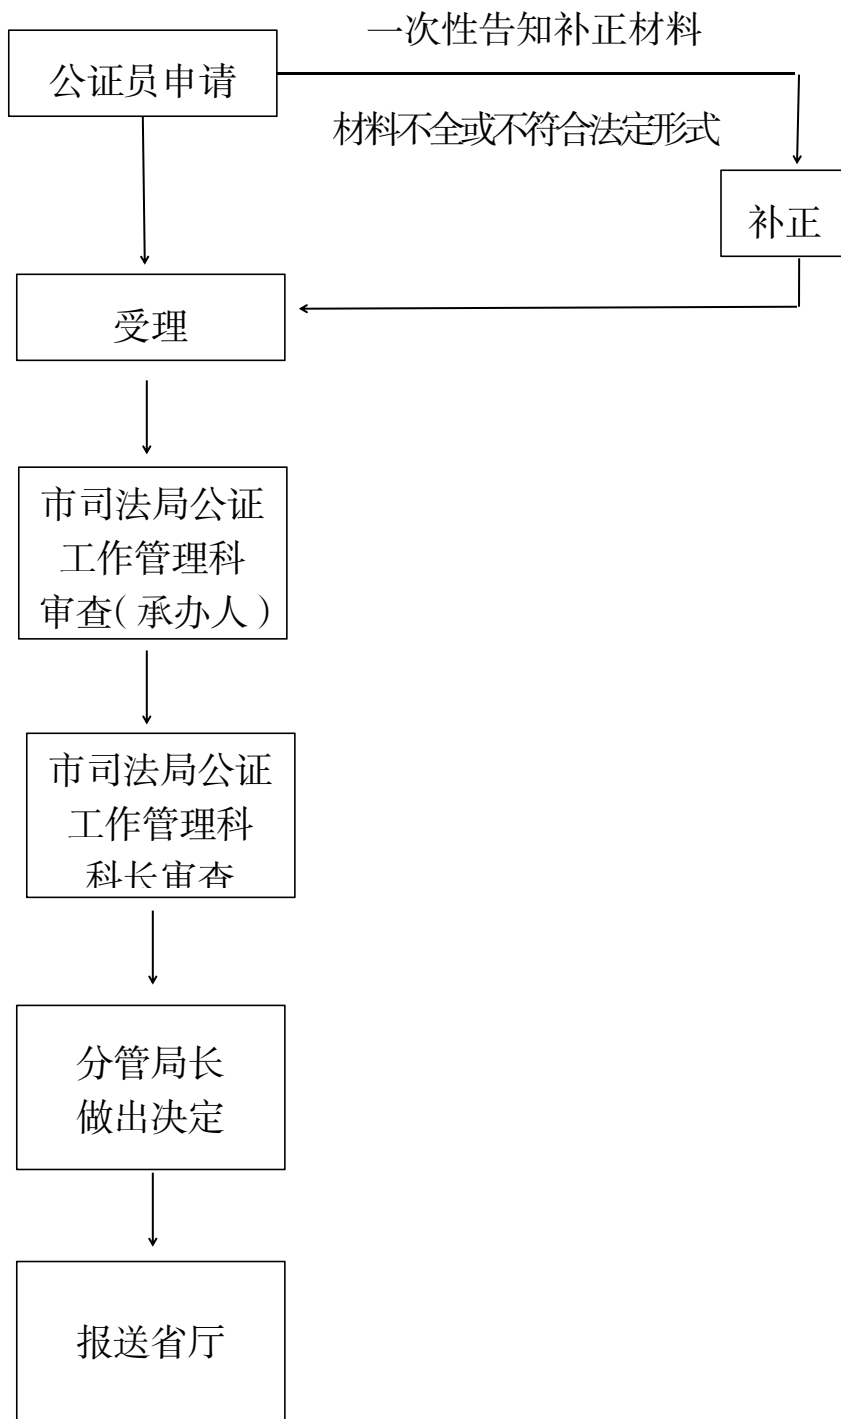 一次性告知补正材料
公证员申请
材料不全或不符合法定形式
补正
受理
市司法局公证
工作管理科
审查(承办人)
市司法局公证
工作管理科
科长审查
分管局长
做出决定
报送省厅